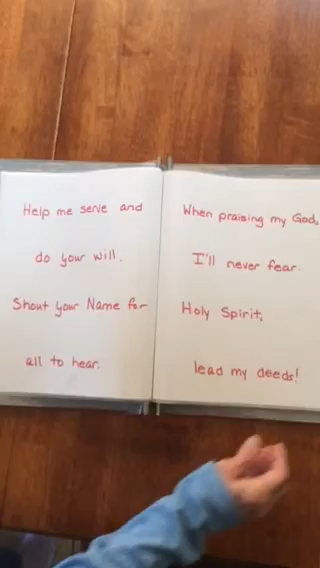 Help me serve and
do your will.
Shout your Name for
all to hear.
When praising my God,
I'll never fear.
Holy Spirit,
lead my deeds!